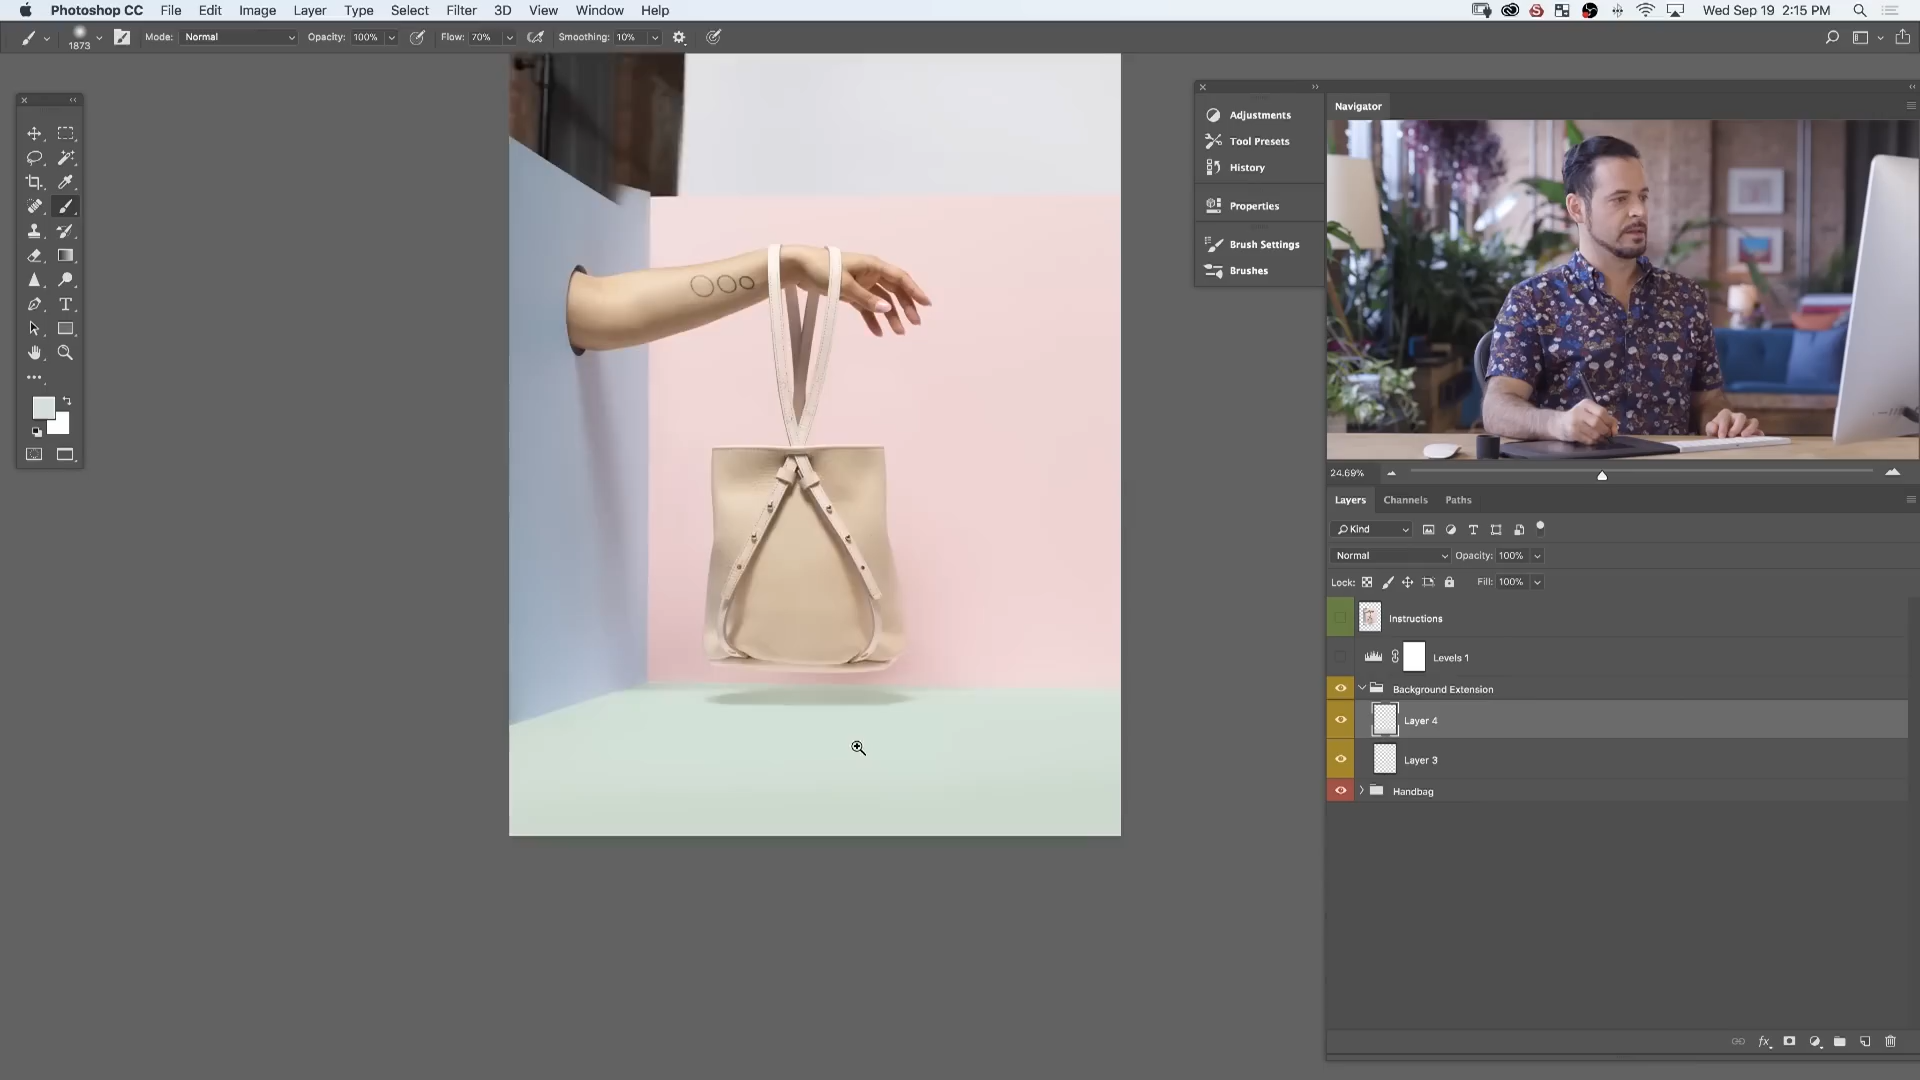 Photoshop CC File Edit Image Layer Type Select Filter 3D View Window Help Wed Sep 19 2:15 PM
1873 Mode: Normal Opacity: 100% Flow: 70% Smoothing: 10%
Adjustments
Tool Presets
History
Properties
Brush Settings
Brushes
Navigator
24.69%
Layers Channels Paths
Kind
Normal Opacity: 100%
Lock: Fill: 100%
Instructions
Levels 1
Background Extension
Layer 4
Layer 3
Handbag
fx